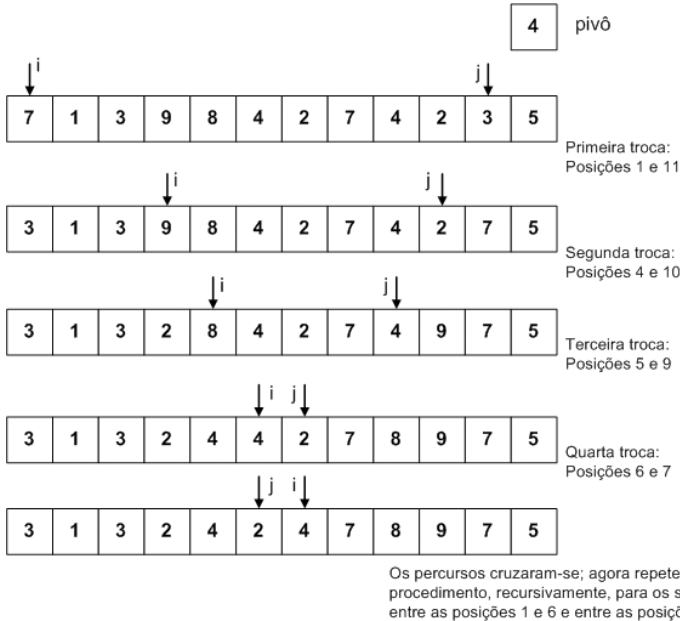 4 pivô
i j
7 1 3 9 8 4 2 7 4 2 3 5
Primeira troca:
Posições 1 e 11
i j
3 1 3 9 8 4 2 7 4 2 7 5
Segunda troca:
Posições 4 e 10
i j
3 1 3 2 8 4 2 7 4 9 7 5
Terceira troca:
Posições 5 e 9
i j
3 1 3 2 4 4 2 7 8 9 7 5
Quarta troca:
Posições 6 e 7
j i
3 1 3 2 4 2 4 7 8 9 7 5
Os percursos cruzaram-se; agora repete
procedimento, recursivamente, para os s
entre as posições 1 e 6 e entre as posiçõ